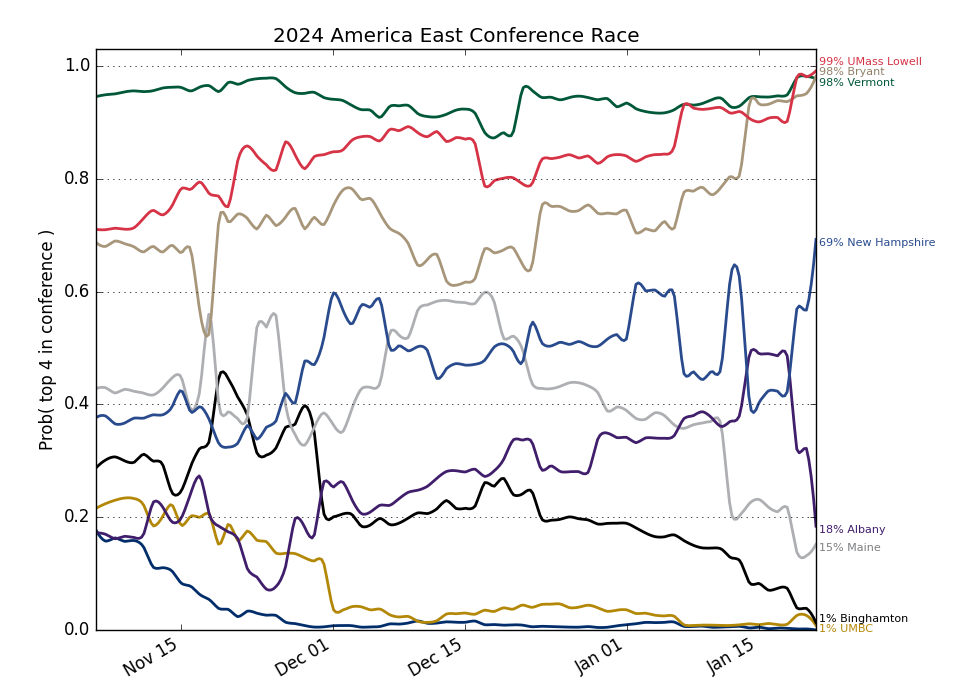 2024 America East Conference Race
Prob( top 4 in conference )
1.0
0.8
0.6
0.4
0.2
0.0
Nov 15
Dec 01
Dec 15
Jan 01
Jan 15
99% UMass Lowell
98% Bryant
98% Vermont
69% New Hampshire
18% Albany
15% Maine
1% Binghamton
1% UMBC